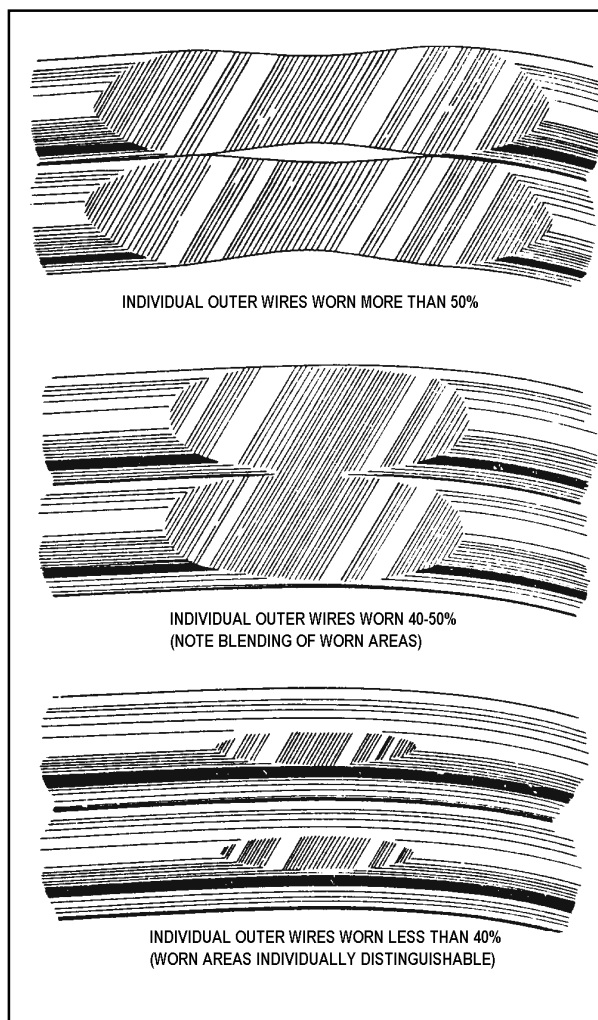 INDIVIDUAL OUTER WIRES WORN MORE THAN 50%
INDIVIDUAL OUTER WIRES WORN 40-50%
(NOTE BLENDING OF WORN AREAS)
INDIVIDUAL OUTER WIRES WORN LESS THAN 40%
(WORN AREAS INDIVIDUALLY DISTINGUISHABLE)